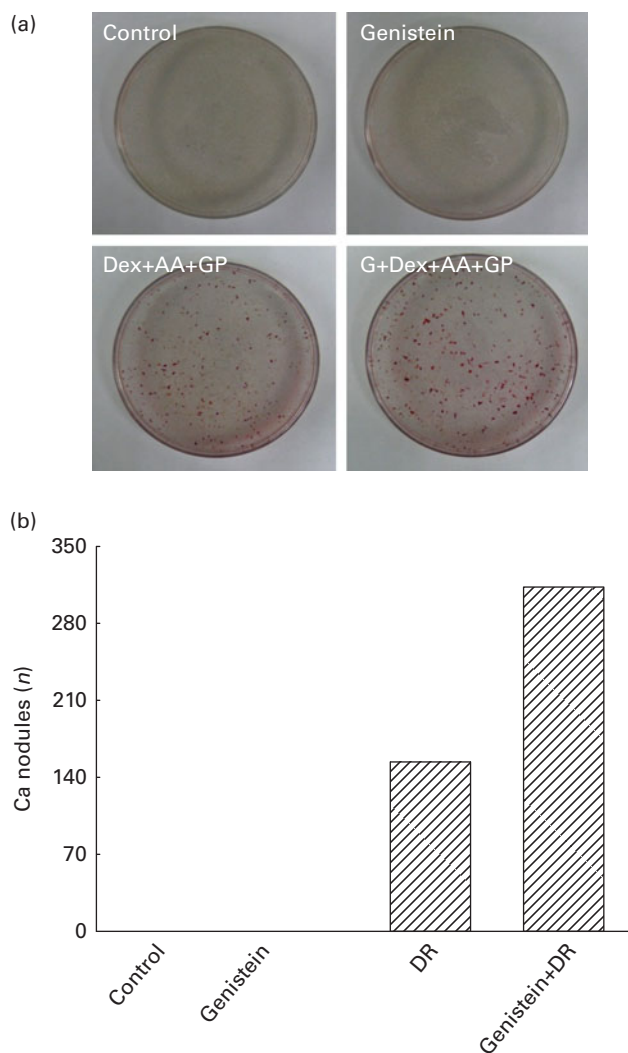 (a)
Control
Genistein
Dex+AA+GP
G+Dex+AA+GP
(b)
Ca nodules (n)
350
280
210
140
70
0
Control
Genistein
DR
Genistein+DR